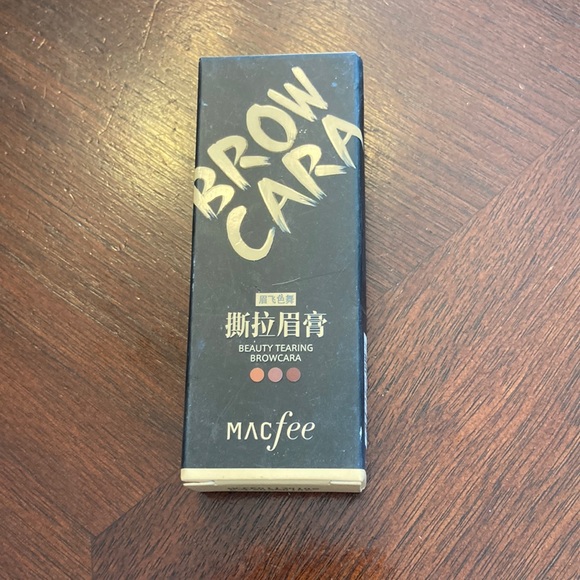 BROW
CARA
眉飞色舞
撕拉眉膏
BEAUTY TEARING
BROWCARA
MACfee